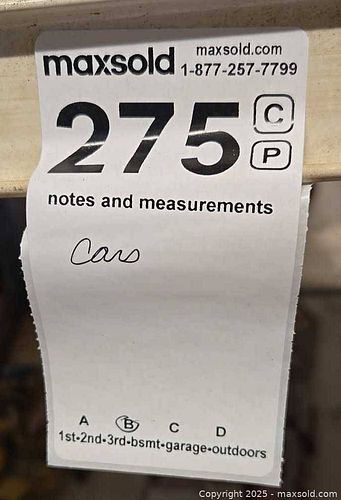 maxsold maxsold.com
1-877-257-7799
275 C
P
notes and measurements
Cars
A B C D
1st•2nd•3rd•bsmt•garage•outdoors
Copyright 2025 - maxsold.com